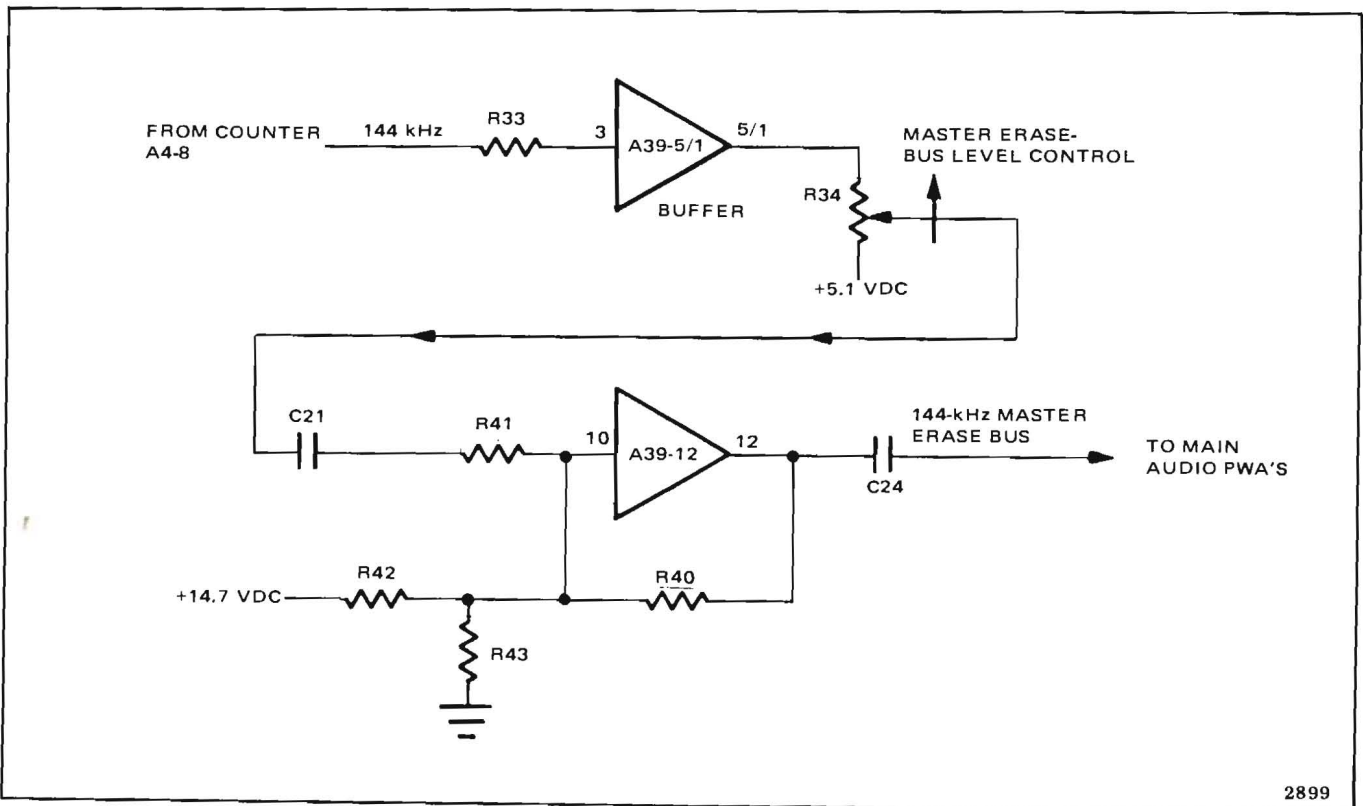 FROM COUNTER
A4-8
144 kHz
R33
3
A39-5/1
5/1
BUFFER
R34
MASTER ERASE-
BUS LEVEL CONTROL
+5.1 VDC
C21
R41
10
A39-12
12
144-kHz MASTER
ERASE BUS
C24
TO MAIN
AUDIO PWA'S
+14.7 VDC
R42
R40
R43
2899